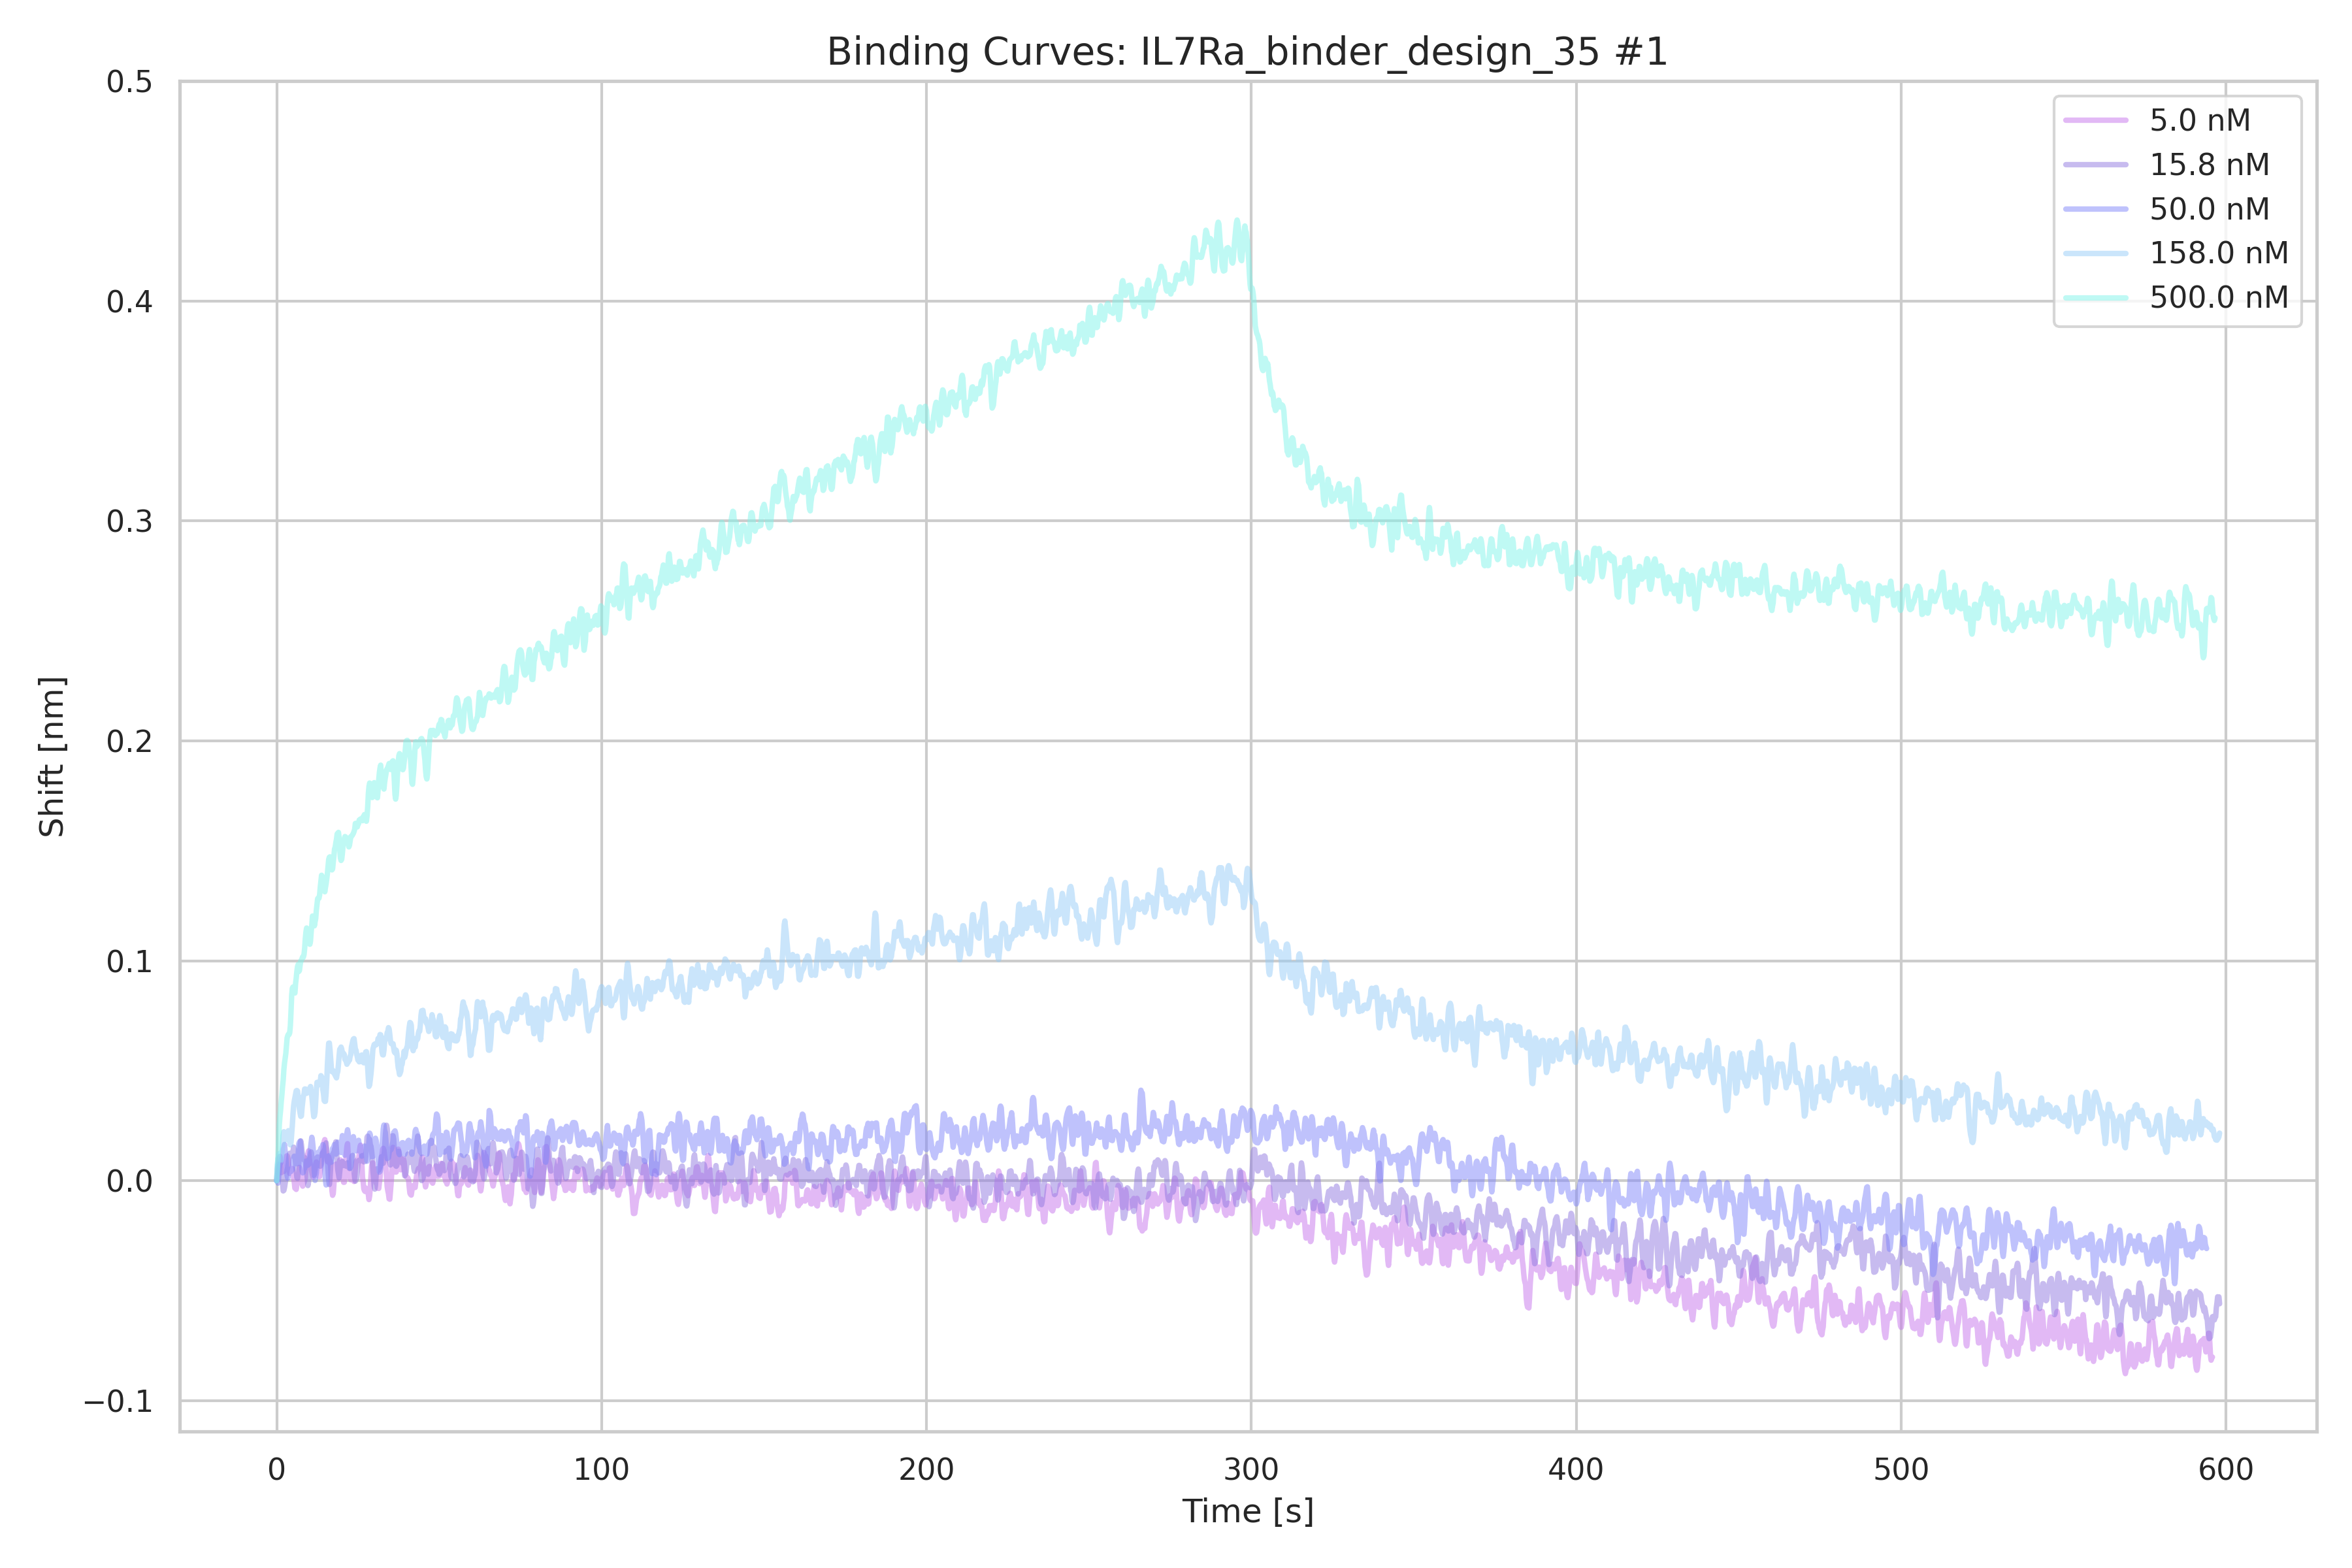 Binding Curves: IL7Ra_binder_design_35 #1
0.5
0.4
0.3
0.2
0.1
0.0
−0.1
Shift [nm]
5.0 nM
15.8 nM
50.0 nM
158.0 nM
500.0 nM
0 100 200 300 400 500 600
Time [s]